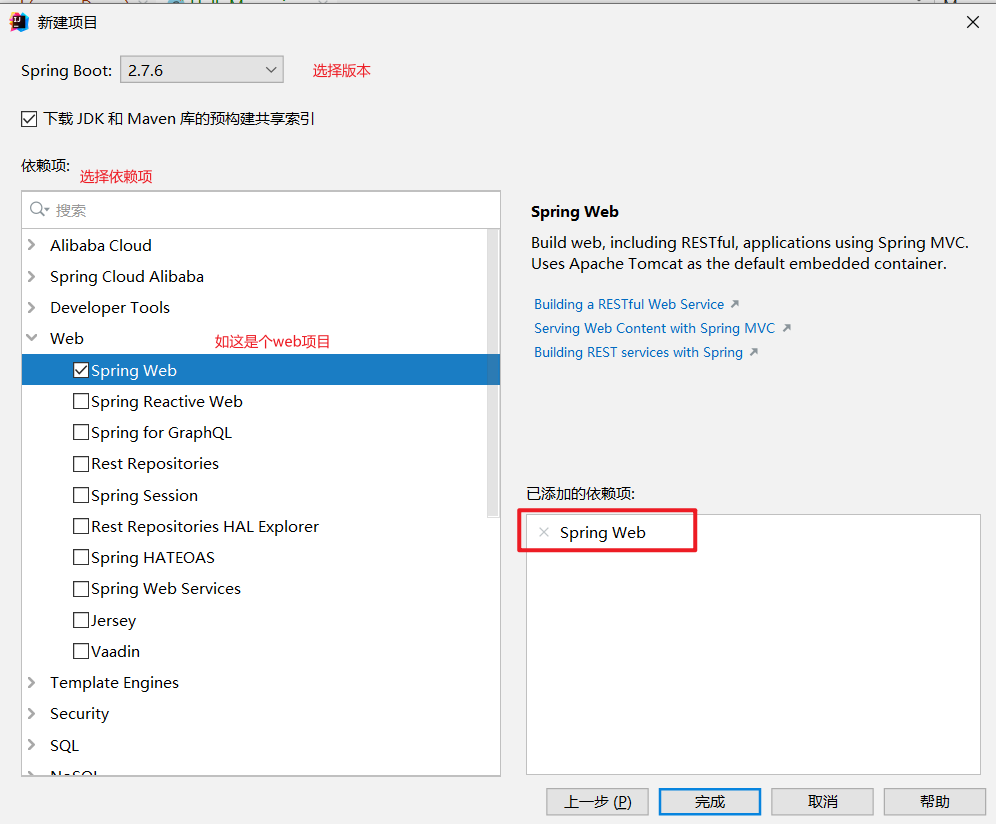 新建项目
Spring Boot: 2.7.6 选择版本
下载 JDK 和 Maven 库的预构建共享索引
依赖项:
选择依赖项
搜索
Alibaba Cloud
Spring Cloud Alibaba
Developer Tools
Web
如这是个web项目
Spring Web
Spring Reactive Web
Spring for GraphQL
Rest Repositories
Spring Session
Rest Repositories HAL Explorer
Spring HATEOAS
Spring Web Services
Jersey
Vaadin
Template Engines
Security
SQL
NoSQL
Spring Web
Build web, including RESTful, applications using Spring MVC.
Uses Apache Tomcat as the default embedded container.
Building a RESTful Web Service
Serving Web Content with Spring MVC
Building REST services with Spring
已添加的依赖项:
Spring Web
上一步 (P) 完成 取消 帮助